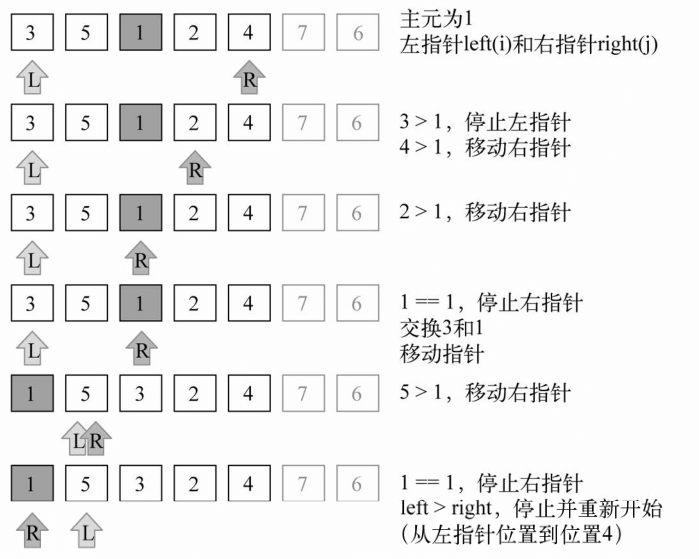 3 5 1 2 4 7 6
主元为1
左指针left(i)和右指针right(j)
L R
3 5 1 2 4 7 6
3 > 1，停止左指针
4 > 1，移动右指针
L R
3 5 1 2 4 7 6
2 > 1，移动右指针
L R
3 5 1 2 4 7 6
1 == 1，停止右指针
交换3和1
移动指针
L R
1 5 3 2 4 7 6
5 > 1，移动右指针
L R
1 5 3 2 4 7 6
1 == 1，停止右指针
left > right，停止并重新开始
（从左指针位置到位置4）
R L